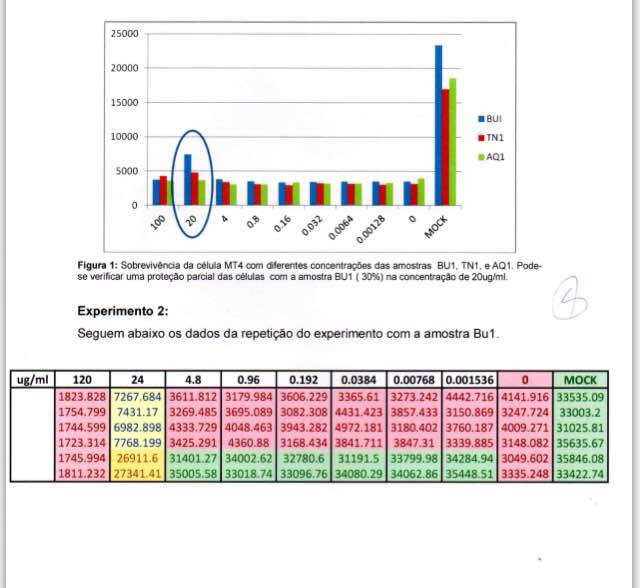 25000
20000
15000
10000
5000
0
100 20 4 0.8 0.16 0.032 0.0064 0.00128 0 MOCK
BUI
TN1
AQ1
Figura 1: Sobrevivência da célula MT4 com diferentes concentrações das amostras BU1, TN1, e AQ1. Pode-
se verificar uma proteção parcial das células com a amostra BU1 ( 30%) na concentração de 20ug/ml.
Experimento 2:
Seguem abaixo os dados da repetição do experimento com a amostra Bu1.
ug/ml 120 24 4.8 0.96 0.192 0.0384 0.00768 0.001536 0 MOCK
1823.828 7267.684 3611.812 3179.984 3606.229 3365.61 3273.242 4442.716 4141.916 33535.09
1754.799 7431.17 3269.485 3695.089 3082.308 4431.423 3857.433 3150.869 3247.724 33003.2
1744.599 6982.898 4333.729 4048.463 3943.282 4972.181 3180.402 3760.187 4009.271 31025.81
1723.314 7768.199 3425.291 4360.88 3168.434 3841.711 3847.31 3339.885 3148.082 35635.67
1745.994 26911.6 31401.27 34002.62 32780.6 31191.5 33799.98 34284.94 3049.602 35846.08
1811.232 27341.41 35005.58 33018.74 33096.76 34080.29 34062.86 35448.51 3335.248 33422.74